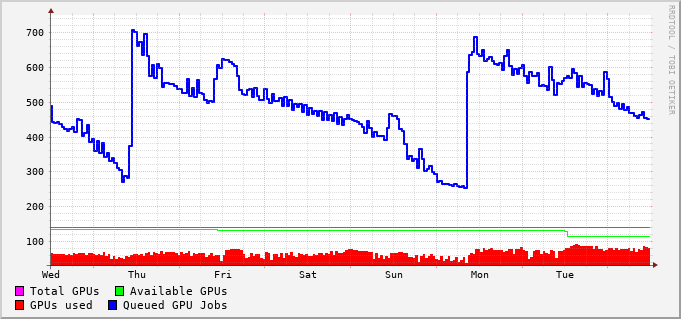 RRDTOOL / TOBI OETIKER
700
600
500
400
300
200
100
Wed Thu Fri Sat Sun Mon Tue
Total GPUs Available GPUs
GPUs used Queued GPU Jobs